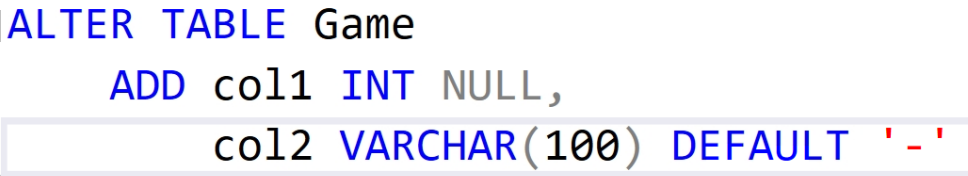 ALTER TABLE Game
ADD col1 INT NULL,
col2 VARCHAR(100) DEFAULT '-'